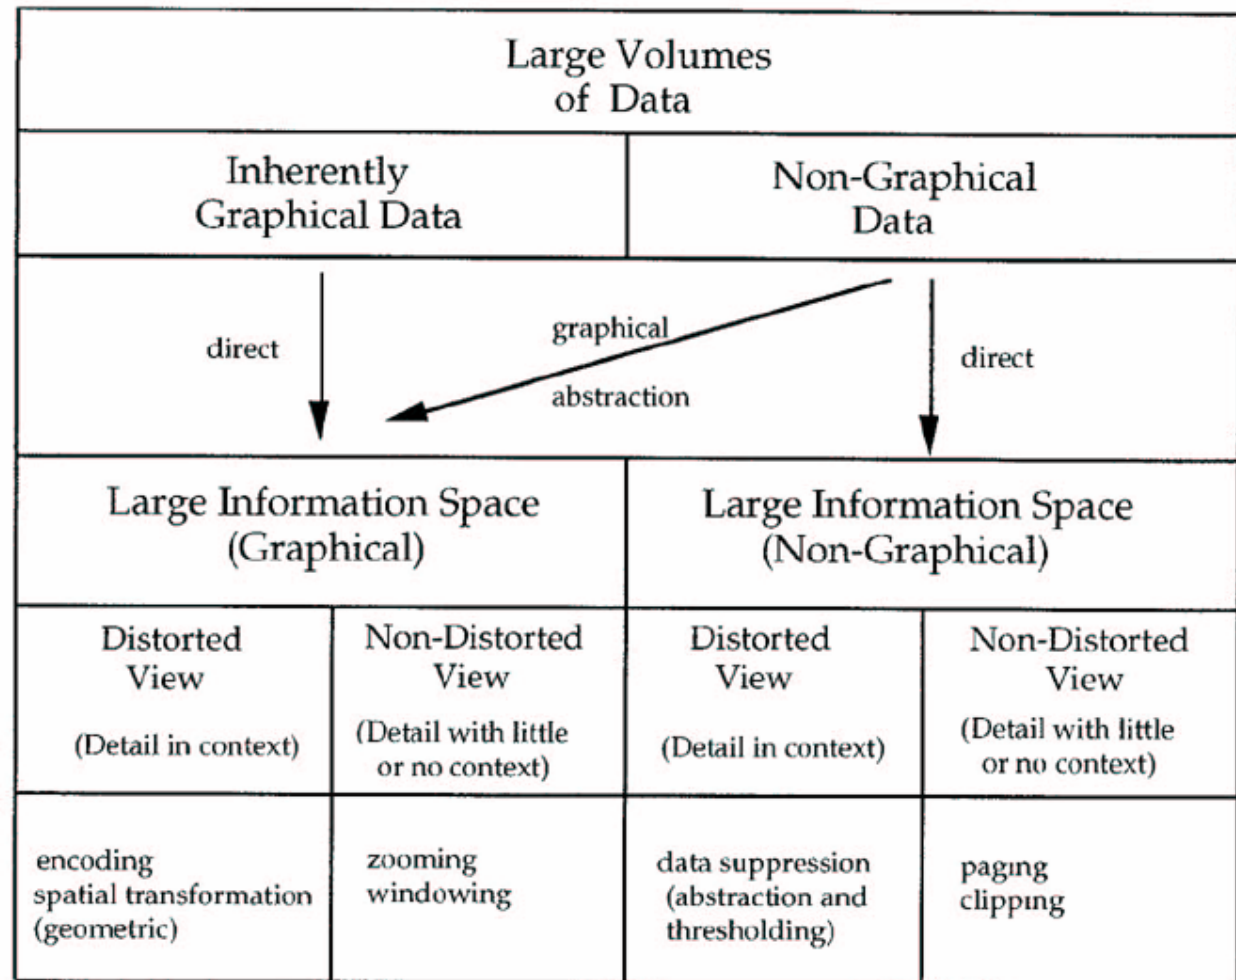 Large Volumes
of Data
Inherently
Graphical Data
Non-Graphical
Data
direct
graphical
abstraction
direct
Large Information Space
(Graphical)
Large Information Space
(Non-Graphical)
Distorted
View
(Detail in context)
Non-Distorted
View
(Detail with little
or no context)
Distorted
View
(Detail in context)
Non-Distorted
View
(Detail with little
or no context)
encoding
spatial transformation
(geometric)
zooming
windowing
data suppression
(abstraction and
thresholding)
paging
clipping